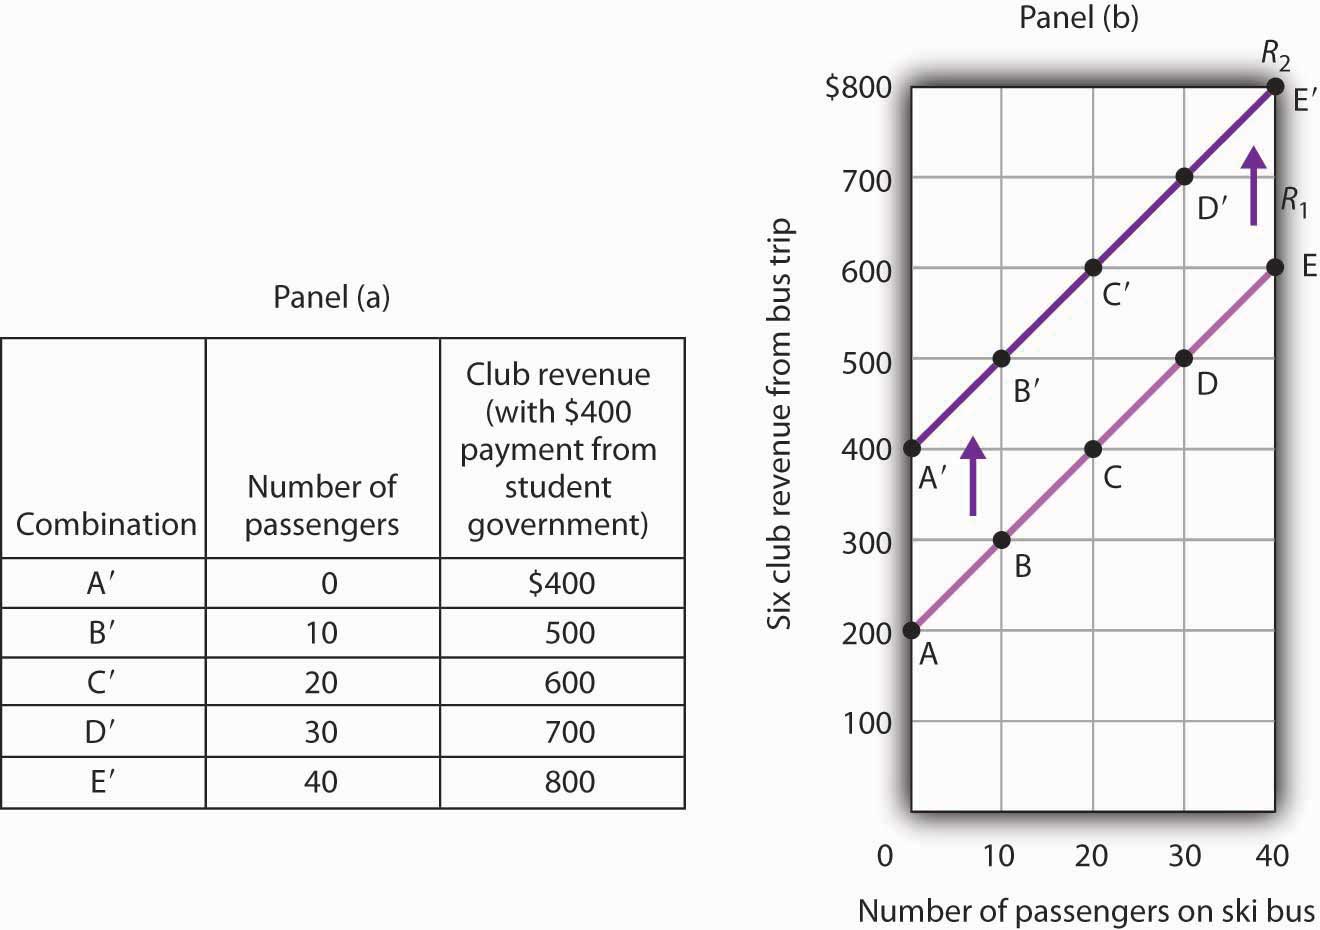 Panel (a)
Combination
Number of
passengers
Club revenue
(with $400
payment from
student
government)
A′ 0 $400
B′ 10 500
C′ 20 600
D′ 30 700
E′ 40 800
Panel (b)
R2
$800
E′
700
D′
R1
600
C′
E
500
B′
D
400
A′
C
300
B
200
A
100
0 10 20 30 40
Six club revenue from bus trip
Number of passengers on ski bus